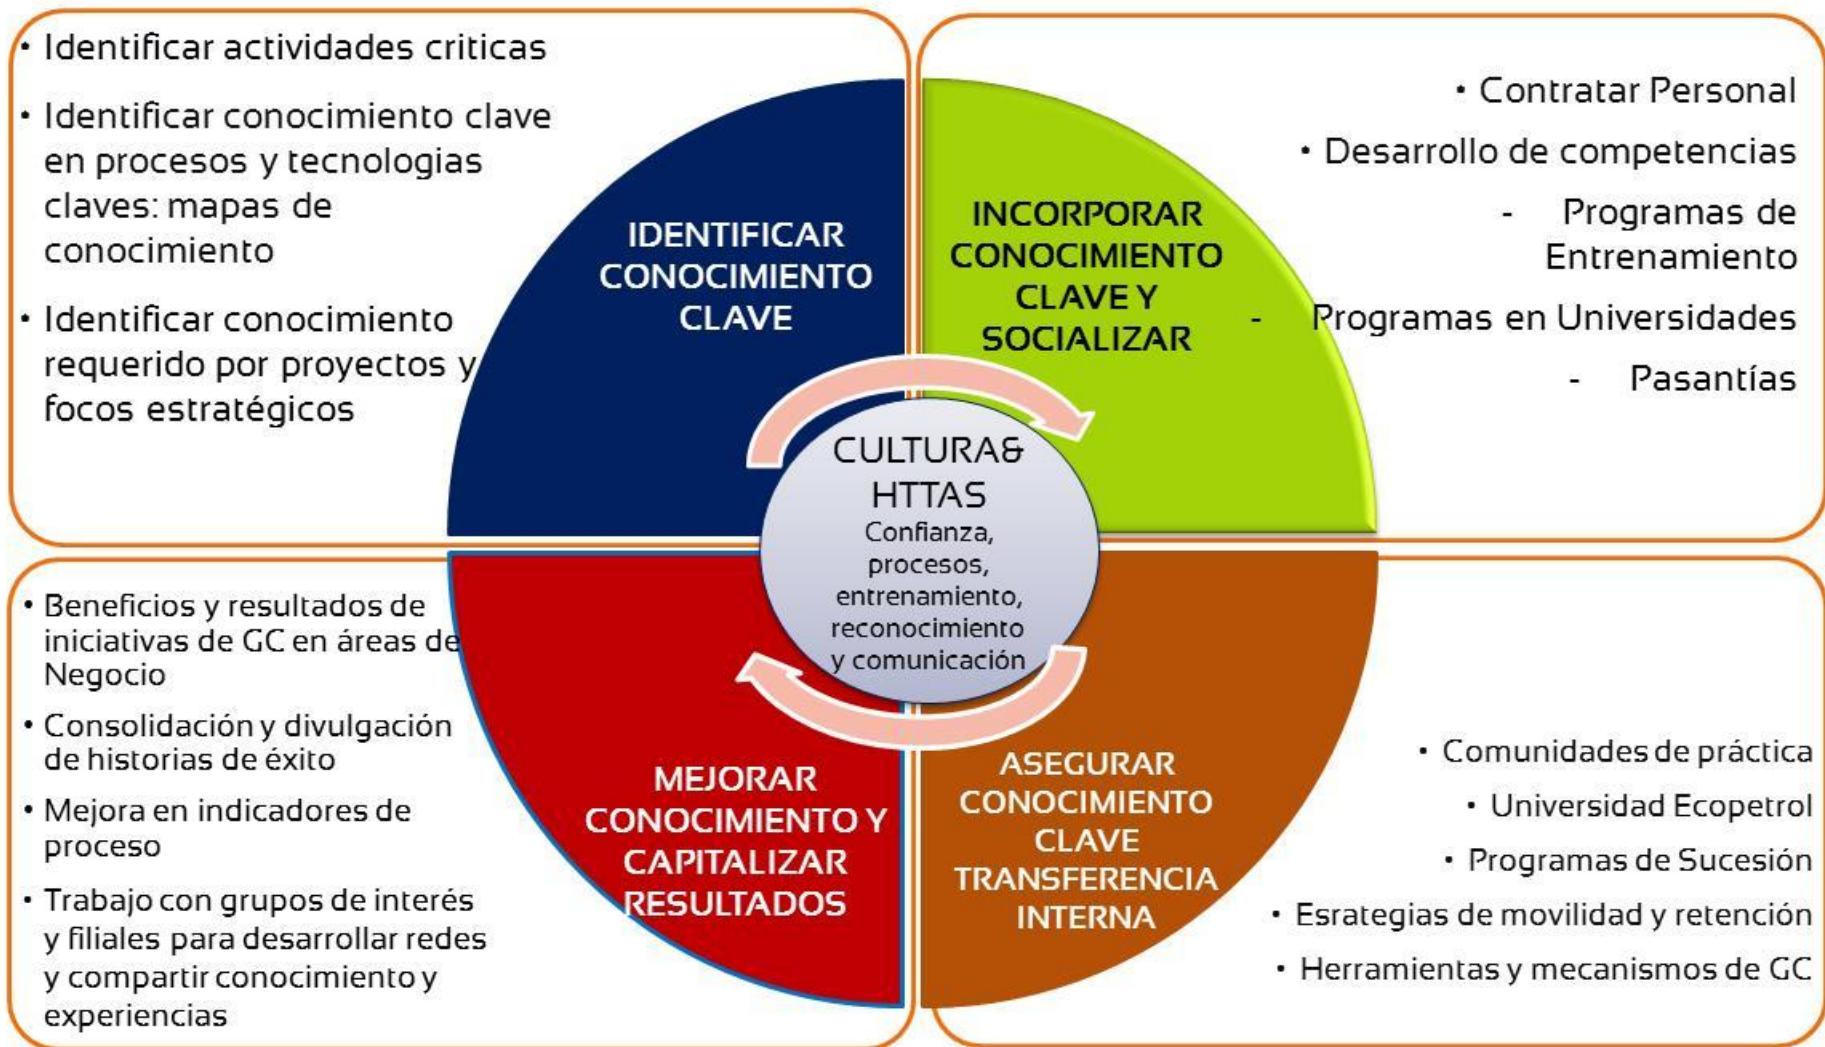 • Identificar actividades criticas
• Identificar conocimiento clave
en procesos y tecnologias
claves: mapas de
conocimiento
• Identificar conocimiento
requerido por proyectos y
focos estratégicos
IDENTIFICAR
CONOCIMIENTO
CLAVE
INCORPORAR
CONOCIMIENTO
CLAVE Y
SOCIALIZAR
• Contratar Personal
• Desarrollo de competencias
- Programas de
Entrenamiento
- Programas en Universidades
- Pasantías
CULTURA&
HTTAS
Confianza,
procesos,
entrenamiento,
reconocimiento
y comunicación
• Beneficios y resultados de
iniciativas de GC en áreas de
Negocio
• Consolidación y divulgación
de historias de éxito
• Mejora en indicadores de
proceso
• Trabajo con grupos de interés
y filiales para desarrollar redes
y compartir conocimiento y
experiencias
MEJORAR
CONOCIMIENTO Y
CAPITALIZAR
RESULTADOS
ASEGURAR
CONOCIMIENTO
CLAVE
TRANSFERENCIA
INTERNA
• Comunidades de práctica
• Universidad Ecopetrol
• Programas de Sucesión
• Esrategias de movilidad y retención
• Herramientas y mecanismos de GC